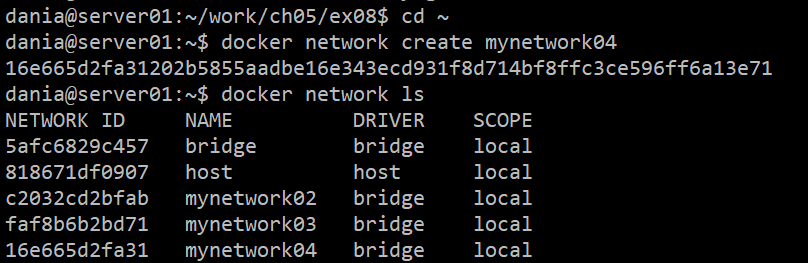 dania@server01:~/work/ch05/ex08$ cd ~
dania@server01:~$ docker network create mynetwork04
16e665d2fa31202b5855aadbe16e343ecd931f8d714bf8ffc3ce596ff6a13e71
dania@server01:~$ docker network ls
NETWORK ID     NAME          DRIVER    SCOPE
5afc6829c457   bridge        bridge    local
818671df0907   host          host      local
c2032cd2bfab   mynetwork02   bridge    local
faf8b6b2bd71   mynetwork03   bridge    local
16e665d2fa31   mynetwork04   bridge    local